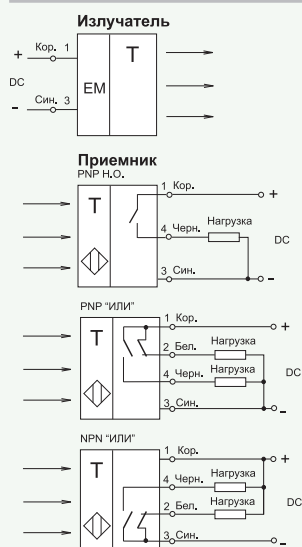 Излучатель
+ Кор. 1
T
DC
EM
- Син. 3
Приемник
PNP Н.О.
1 Кор.
+
T
4 Черн. Нагрузка
DC
3 Син.
-
PNP "ИЛИ"
1 Кор.
+
T
2 Бел. Нагрузка
4 Черн. Нагрузка
DC
3 Син.
-
NPN "ИЛИ"
1 Кор.
+
T
4 Черн. Нагрузка
2 Бел. Нагрузка
DC
3 Син.
-